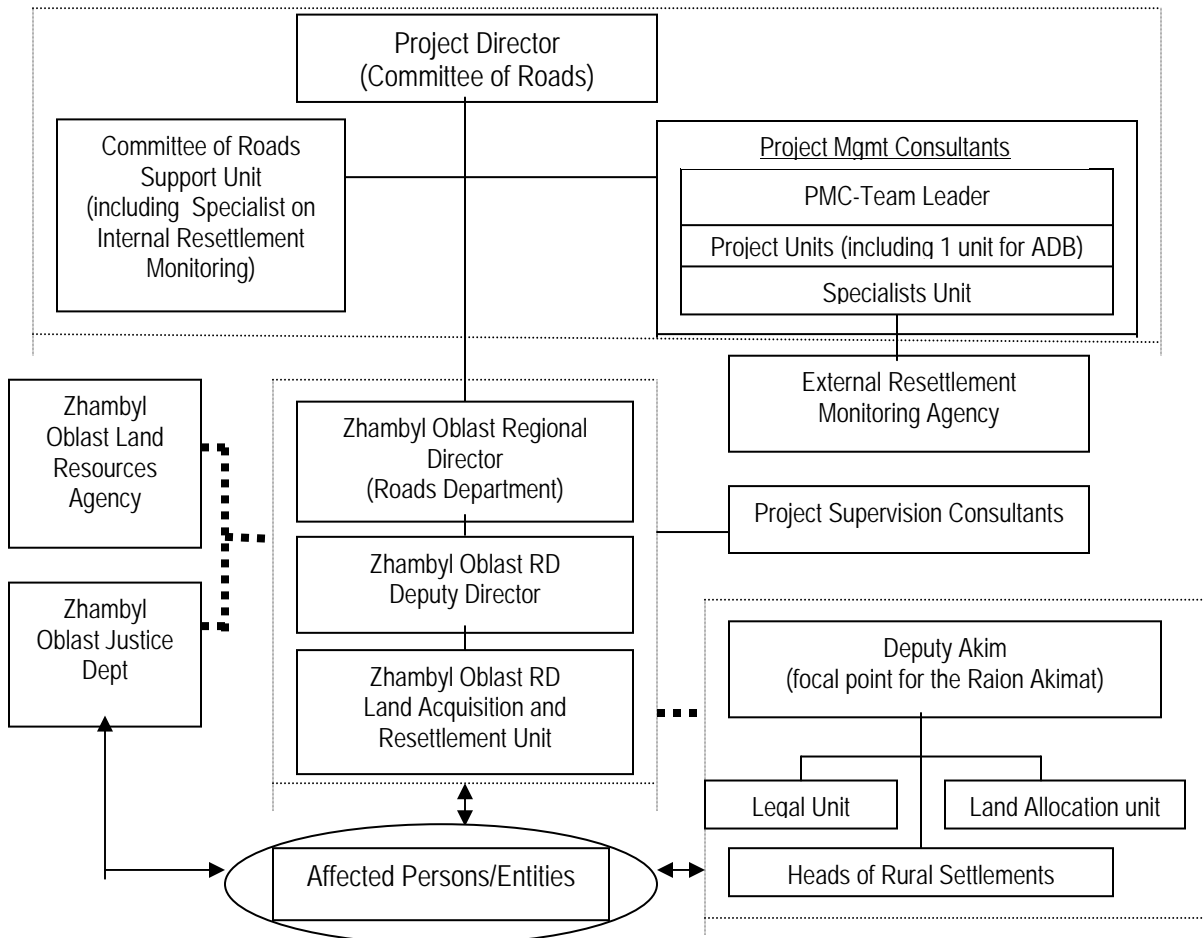 Project Director
(Committee of Roads)
Committee of Roads
Support Unit
(including Specialist on
Internal Resettlement
Monitoring)
Project Mgmt Consultants
PMC-Team Leader
Project Units (including 1 unit for ADB)
Specialists Unit
External Resettlement
Monitoring Agency
Zhambyl
Oblast Land
Resources
Agency
Zhambyl Oblast Regional
Director
(Roads Department)
Project Supervision Consultants
Zhambyl Oblast RD
Deputy Director
Zhambyl
Oblast Justice
Dept
Zhambyl Oblast RD
Land Acquisition and
Resettlement Unit
Deputy Akim
(focal point for the Raion Akimat)
Legal Unit
Land Allocation unit
Heads of Rural Settlements
Affected Persons/Entities